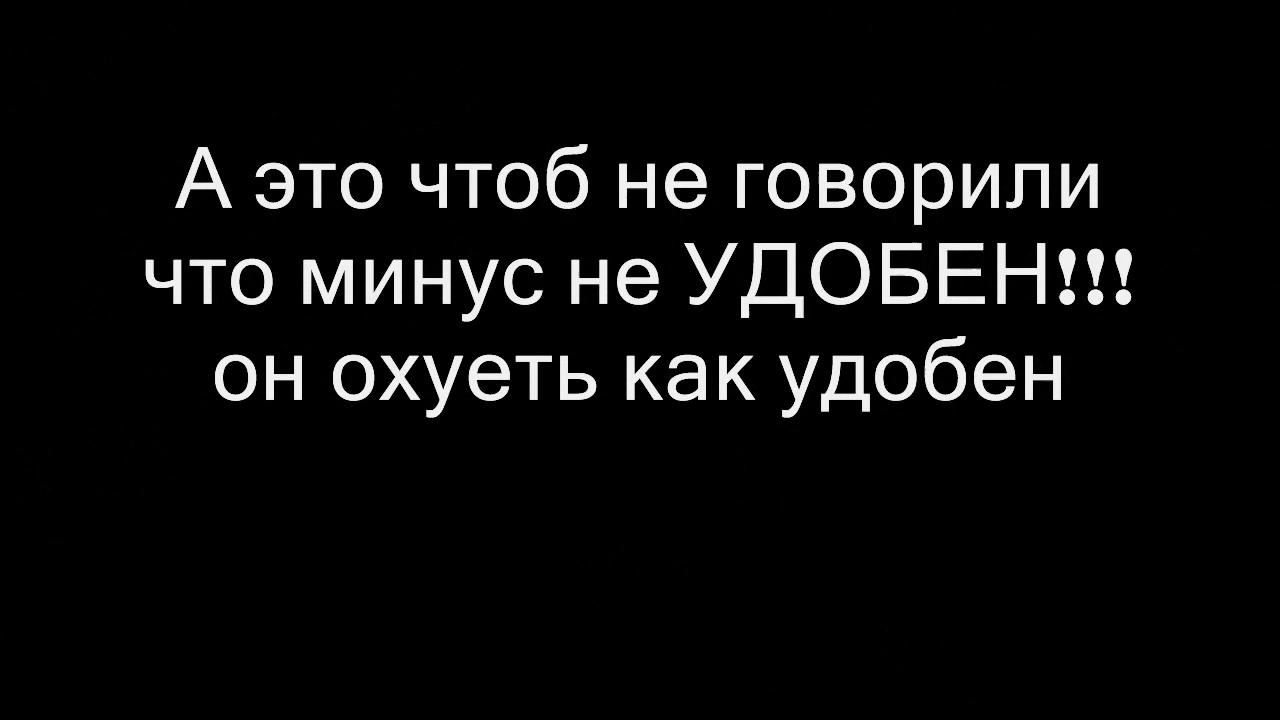 А это чтоб не говорили
что минус не УДОБЕН!!!
он охуеть как удобен